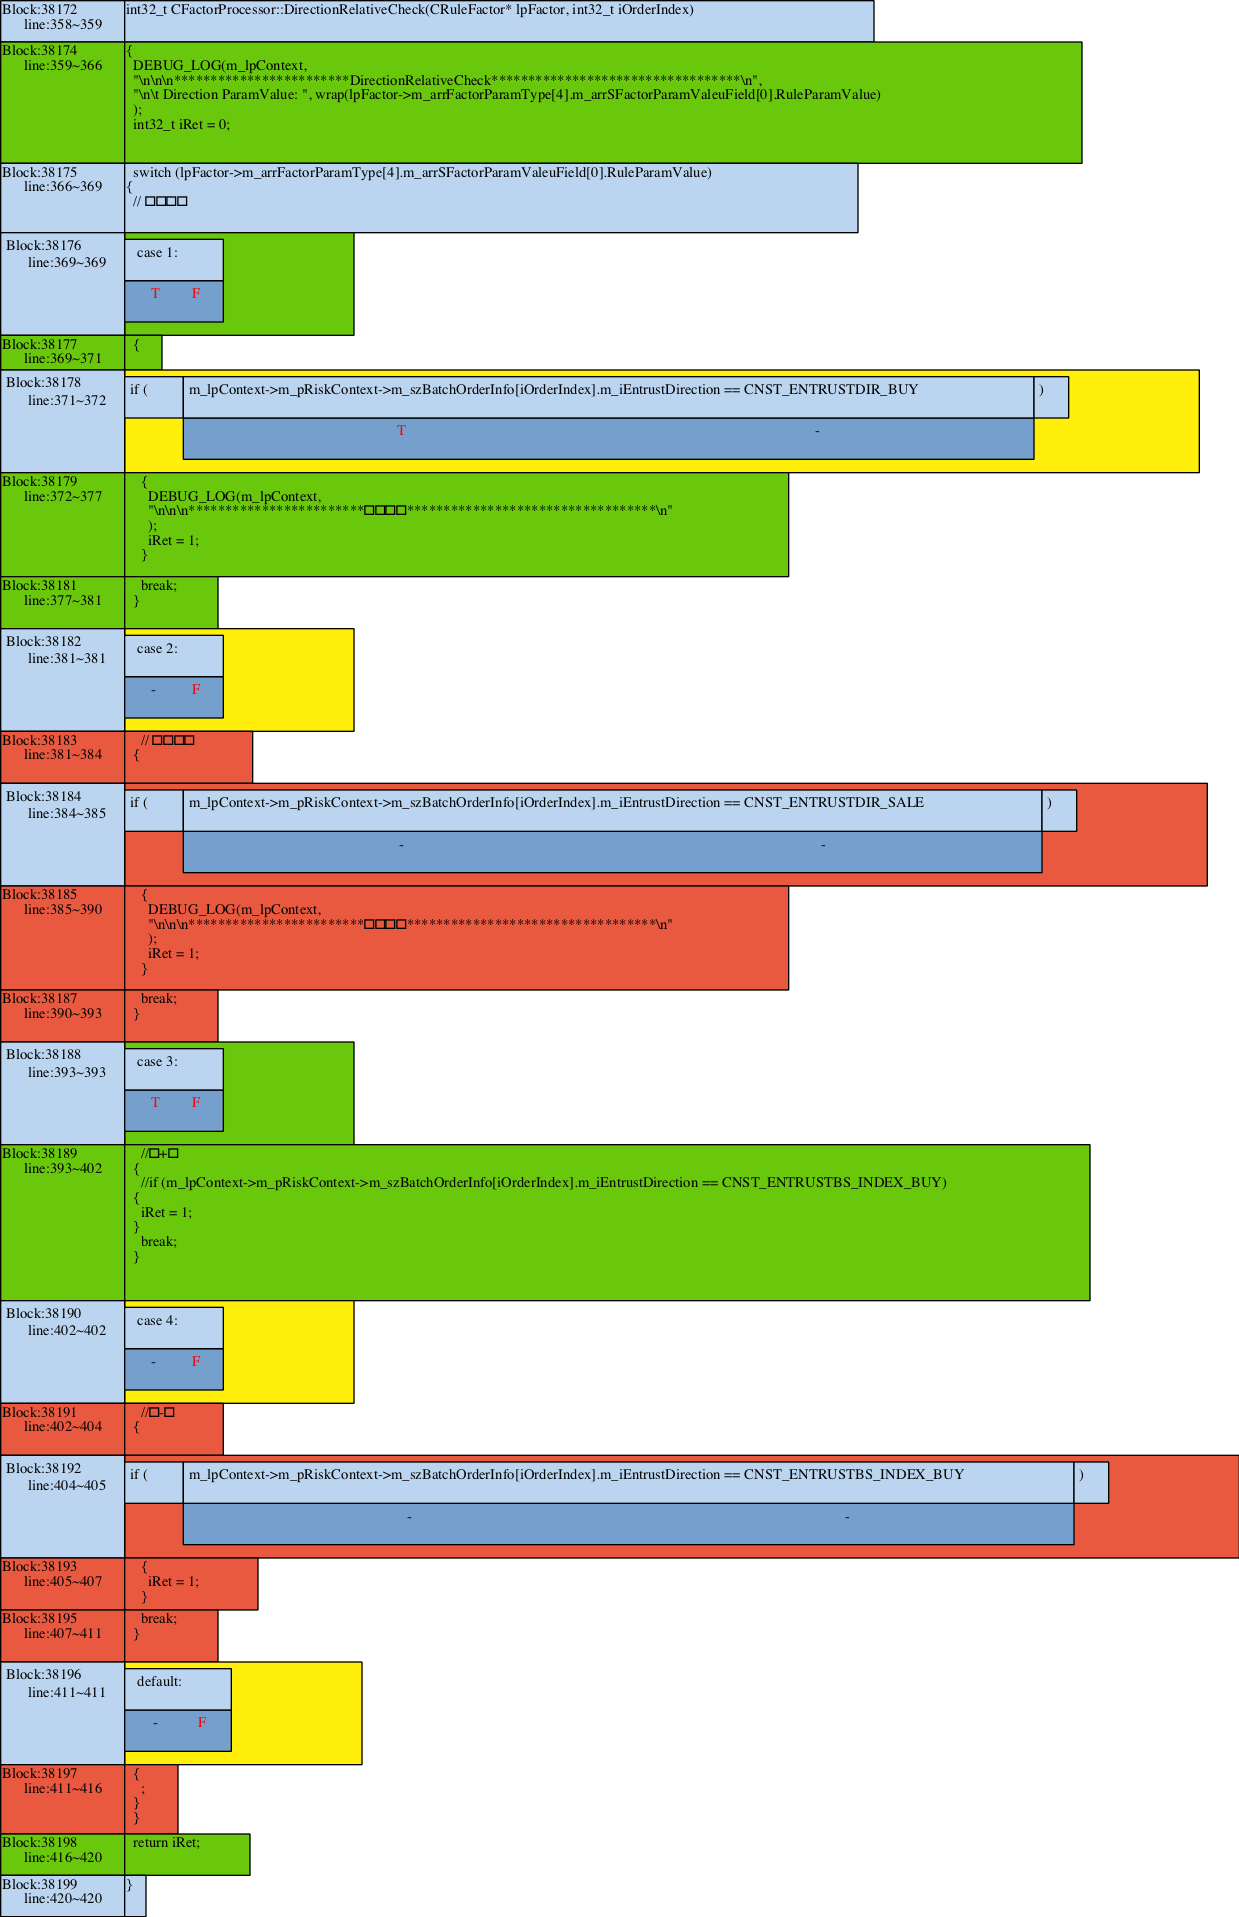 Block:38172
line:358~359
int32_t CFactorProcessor::DirectionRelativeCheck(CRuleFactor* lpFactor, int32_t iOrderIndex)
Block:38174
line:359~366
{
DEBUG_LOG(m_lpContext,
"\n\n\n************************DirectionRelativeCheck**********************************\n",
"\n\t Direction ParamValue: ", wrap(lpFactor->m_arrFactorParamType[4].m_arrSFactorParamValeuField[0].RuleParamValue)
);
int32_t iRet = 0;
Block:38175
line:366~369
switch (lpFactor->m_arrFactorParamType[4].m_arrSFactorParamValeuField[0].RuleParamValue)
{
// □□□□
Block:38176
line:369~369
case 1:
T F
Block:38177
line:369~371
{
Block:38178
line:371~372
if ( m_lpContext->m_pRiskContext->m_szBatchOrderInfo[iOrderIndex].m_iEntrustDirection == CNST_ENTRUSTDIR_BUY )
T -
Block:38179
line:372~377
{
DEBUG_LOG(m_lpContext,
"\n\n\n************************□□□□**********************************\n"
);
iRet = 1;
}
Block:38181
line:377~381
break;
}
Block:38182
line:381~381
case 2:
- F
Block:38183
line:381~384
// □□□□
{
Block:38184
line:384~385
if ( m_lpContext->m_pRiskContext->m_szBatchOrderInfo[iOrderIndex].m_iEntrustDirection == CNST_ENTRUSTDIR_SALE )
- -
Block:38185
line:385~390
{
DEBUG_LOG(m_lpContext,
"\n\n\n************************□□□□**********************************\n"
);
iRet = 1;
}
Block:38187
line:390~393
break;
}
Block:38188
line:393~393
case 3:
T F
Block:38189
line:393~402
//□+□
{
//if (m_lpContext->m_pRiskContext->m_szBatchOrderInfo[iOrderIndex].m_iEntrustDirection == CNST_ENTRUSTBS_INDEX_BUY)
{
iRet = 1;
}
break;
}
Block:38190
line:402~402
case 4:
- F
Block:38191
line:402~404
//□-□
{
Block:38192
line:404~405
if ( m_lpContext->m_pRiskContext->m_szBatchOrderInfo[iOrderIndex].m_iEntrustDirection == CNST_ENTRUSTBS_INDEX_BUY )
- -
Block:38193
line:405~407
{
iRet = 1;
}
Block:38195
line:407~411
break;
}
Block:38196
line:411~411
default:
- F
Block:38197
line:411~416
{
;
}
}
Block:38198
line:416~420
return iRet;
Block:38199
line:420~420
}